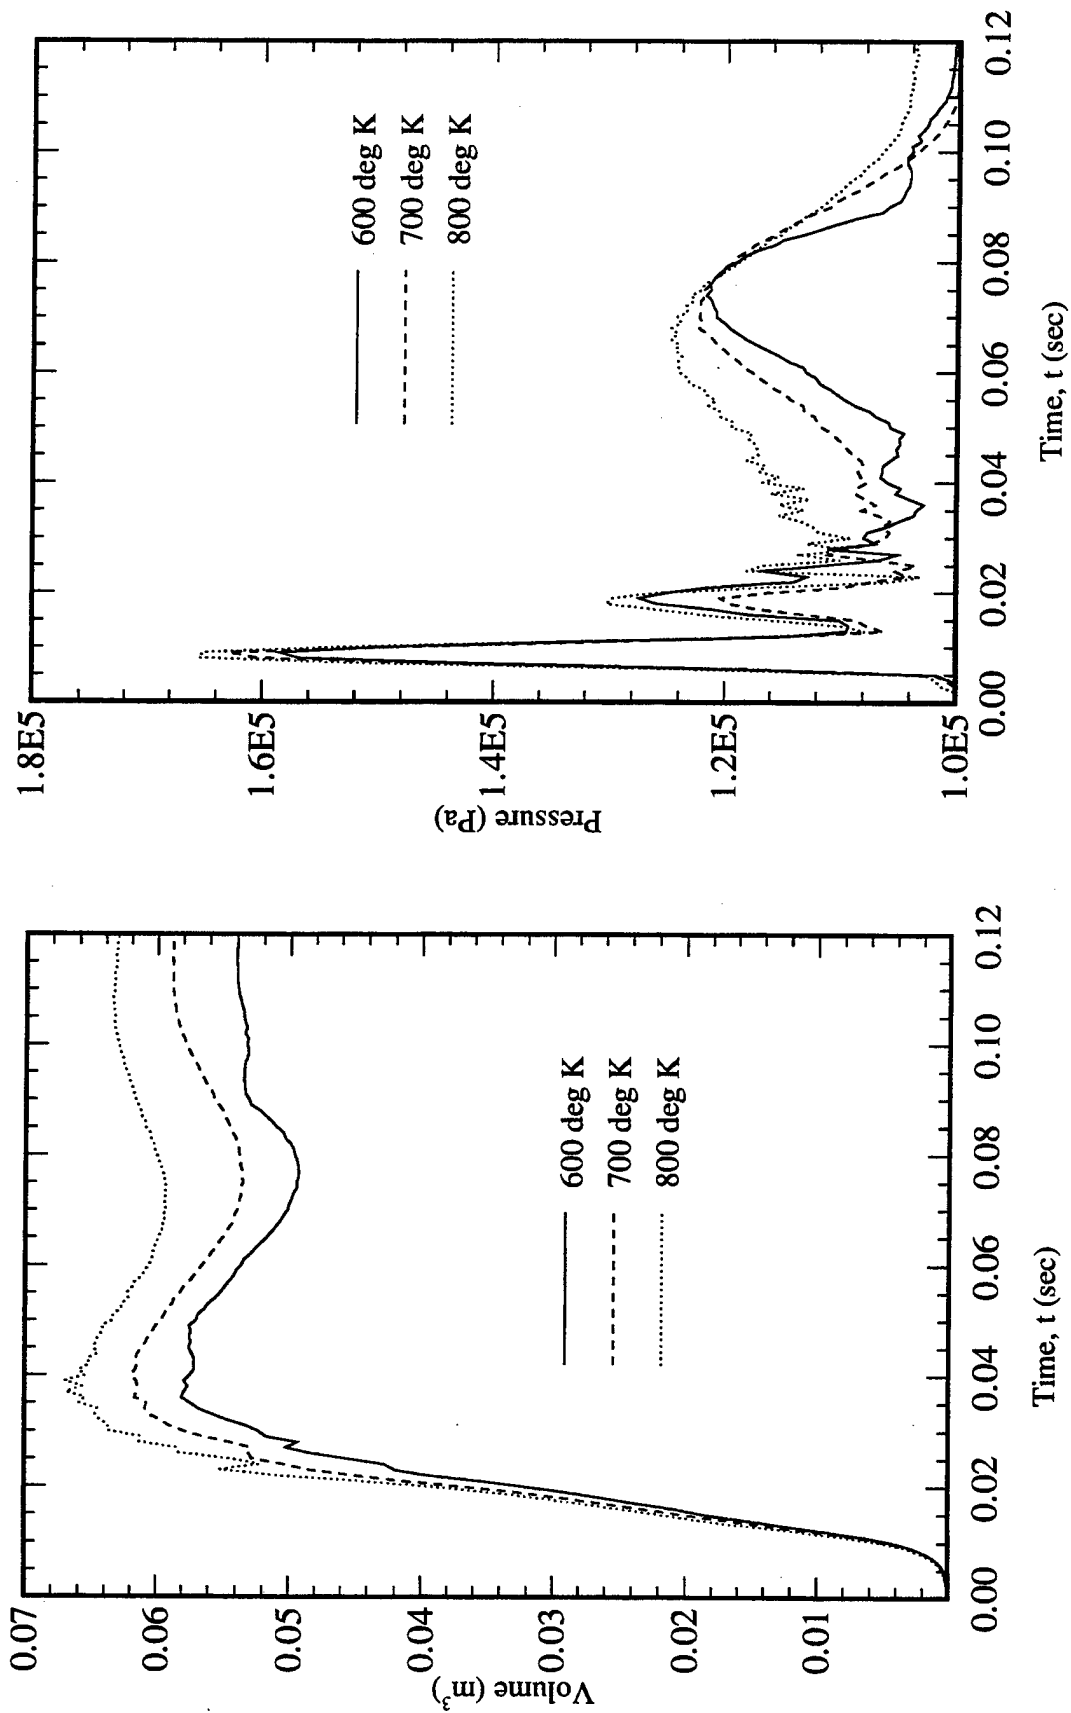 0.07
0.06
0.05
0.04
0.03
0.02
0.01
Volume (m³)
0.00
0.02
0.04
0.06
0.08
0.10
0.12
Time, t (sec)
600 deg K
700 deg K
800 deg K
1.8E5
1.6E5
1.4E5
1.2E5
1.0E5
Pressure (Pa)
0.00
0.02
0.04
0.06
0.08
0.10
0.12
Time, t (sec)
600 deg K
700 deg K
800 deg K